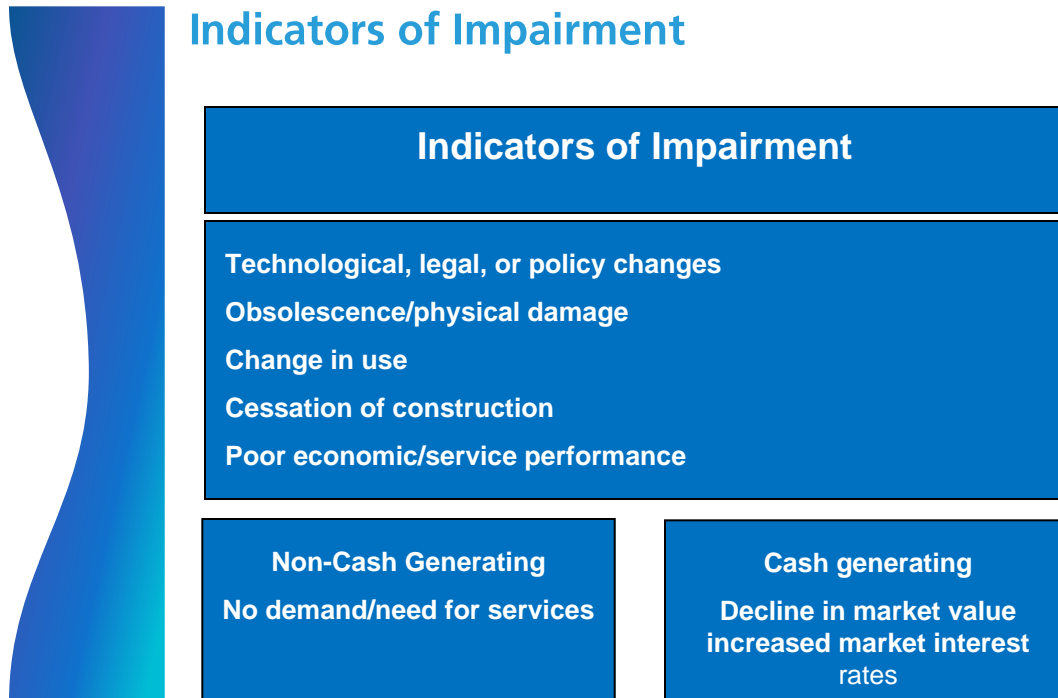 Indicators of Impairment
Indicators of Impairment
Technological, legal, or policy changes
Obsolescence/physical damage
Change in use
Cessation of construction
Poor economic/service performance
Non-Cash Generating
No demand/need for services
Cash generating
Decline in market value
increased market interest
rates